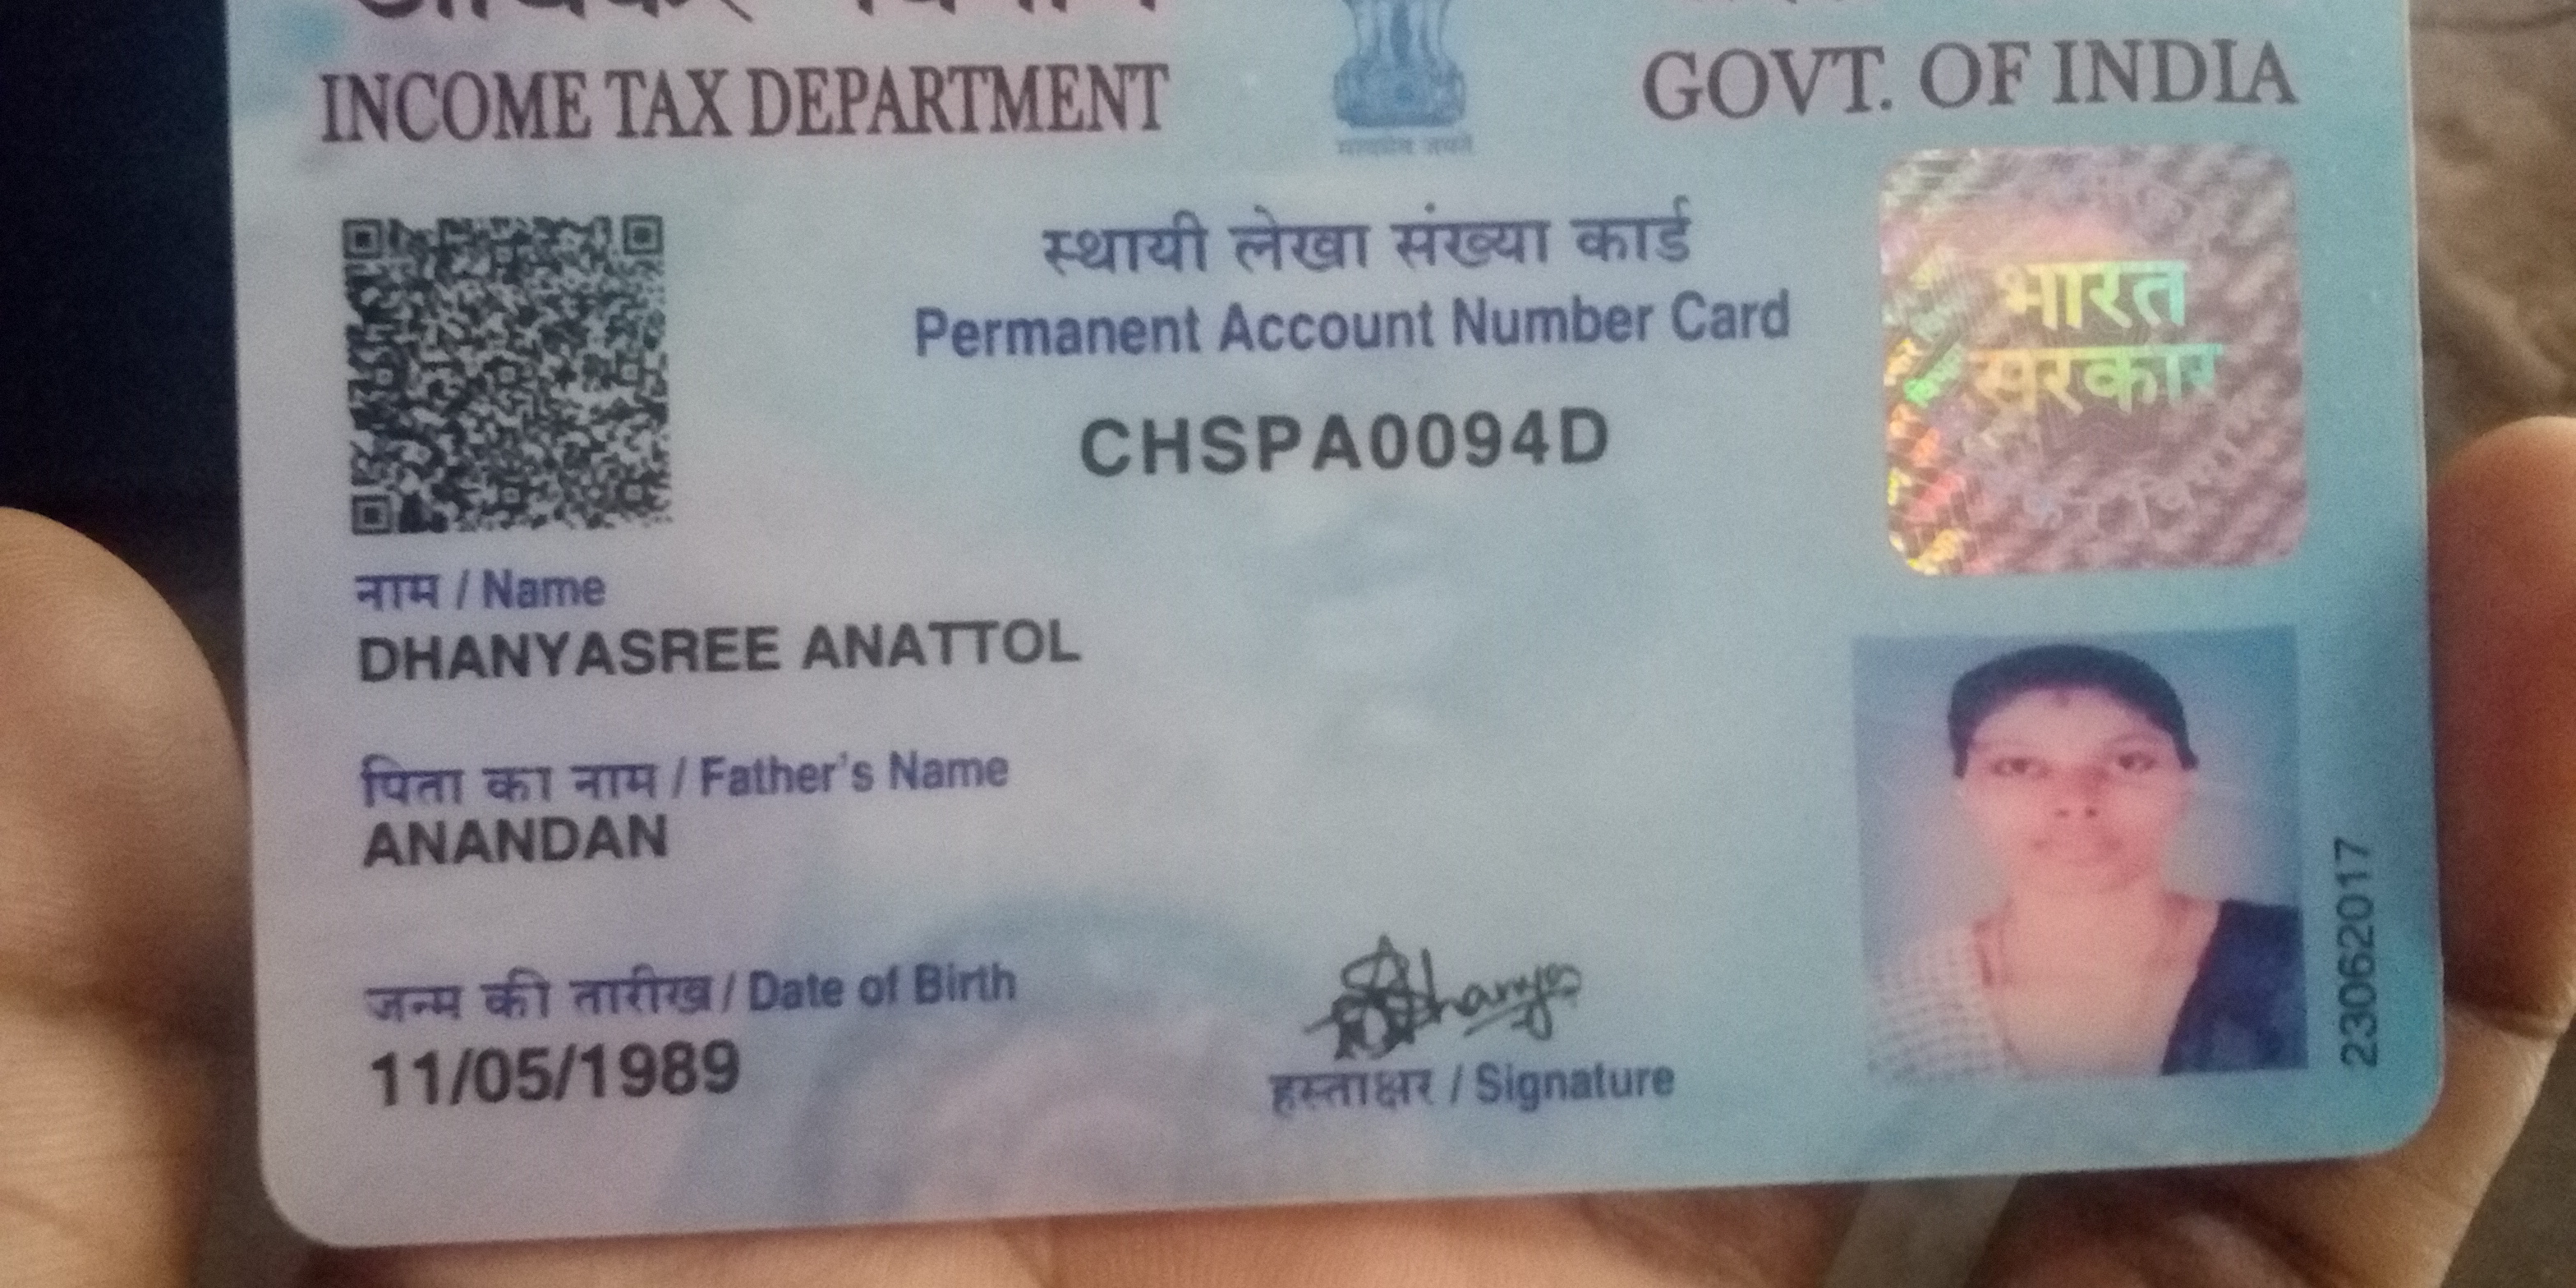 INCOME TAX DEPARTMENT
GOVT. OF INDIA
सत्यमेव जयते
स्थायी लेखा संख्या कार्ड
Permanent Account Number Card
CHSPA0094D
भारत
सरकार
नाम / Name
DHANYASREE ANATTOL
पिता का नाम / Father's Name
ANANDAN
जन्म की तारीख / Date of Birth
11/05/1989
Dhanya
हस्ताक्षर / Signature
23062017